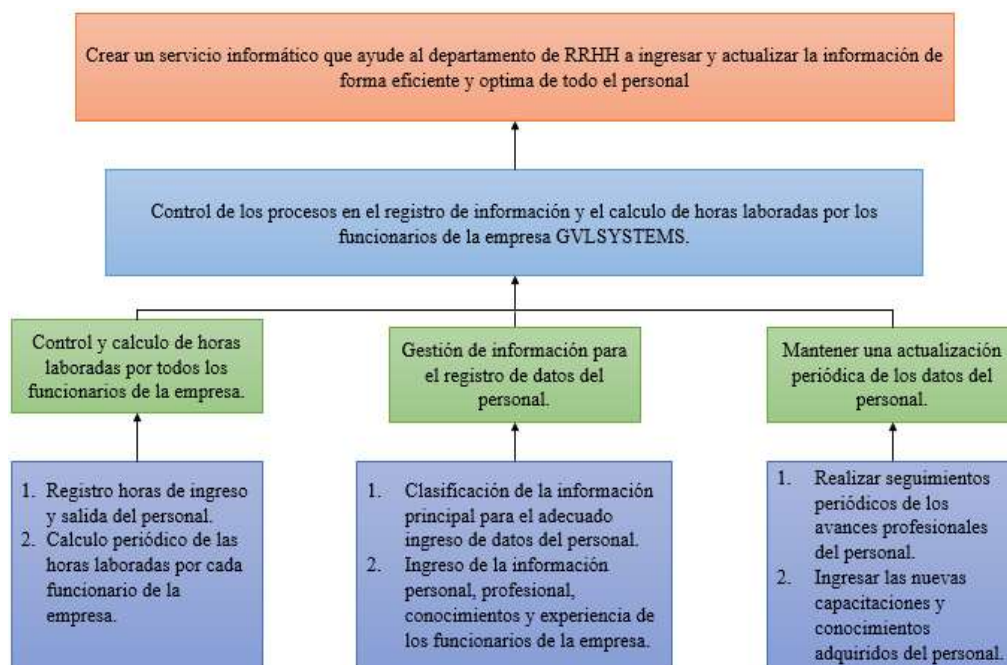 Crear un servicio informático que ayude al departamento de RRHH a ingresar y actualizar la información de
forma eficiente y optima de todo el personal
Control de los procesos en el registro de información y el calculo de horas laboradas por los
funcionarios de la empresa GVLSYSTEMS.
Control y calculo de horas
laboradas por todos los
funcionarios de la empresa.
Gestión de información para
el registro de datos del
personal.
Mantener una actualización
periódica de los datos del
personal.
1. Registro horas de ingreso
y salida del personal.
2. Calculo periódico de las
horas laboradas por cada
funcionario de la
empresa.
1. Clasificación de la información
principal para el adecuado
ingreso de datos del personal.
2. Ingreso de la información
personal, profesional,
conocimientos y experiencia de
los funcionarios de la empresa.
1. Realizar seguimientos
periódicos de los
avances profesionales
del personal.
2. Ingresar las nuevas
capacitaciones y
conocimientos
adquiridos del personal.